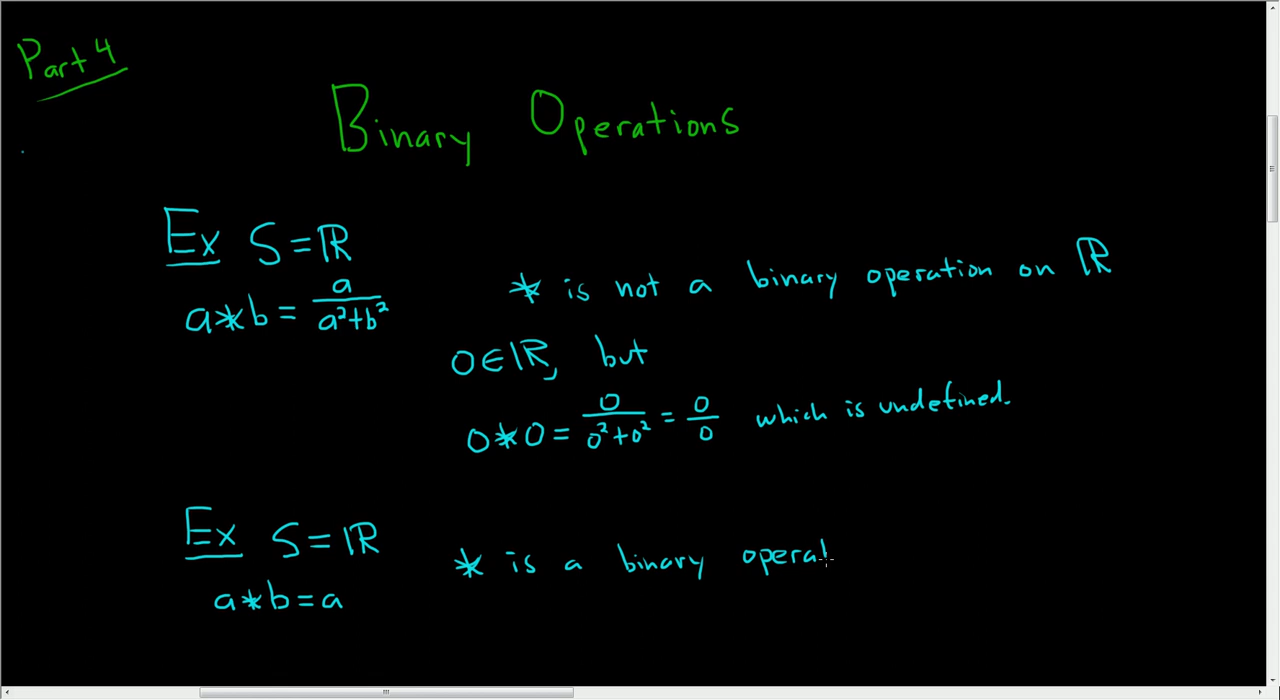 Part 4
Binary Operations
Ex S = ℝ
a * b = a / (a² + b²)
* is not a binary operation on ℝ
0 ∈ ℝ, but
0 * 0 = 0 / (0² + 0²) = 0 / 0 which is undefined.
Ex S = ℝ
* is a binary operat
a * b = a